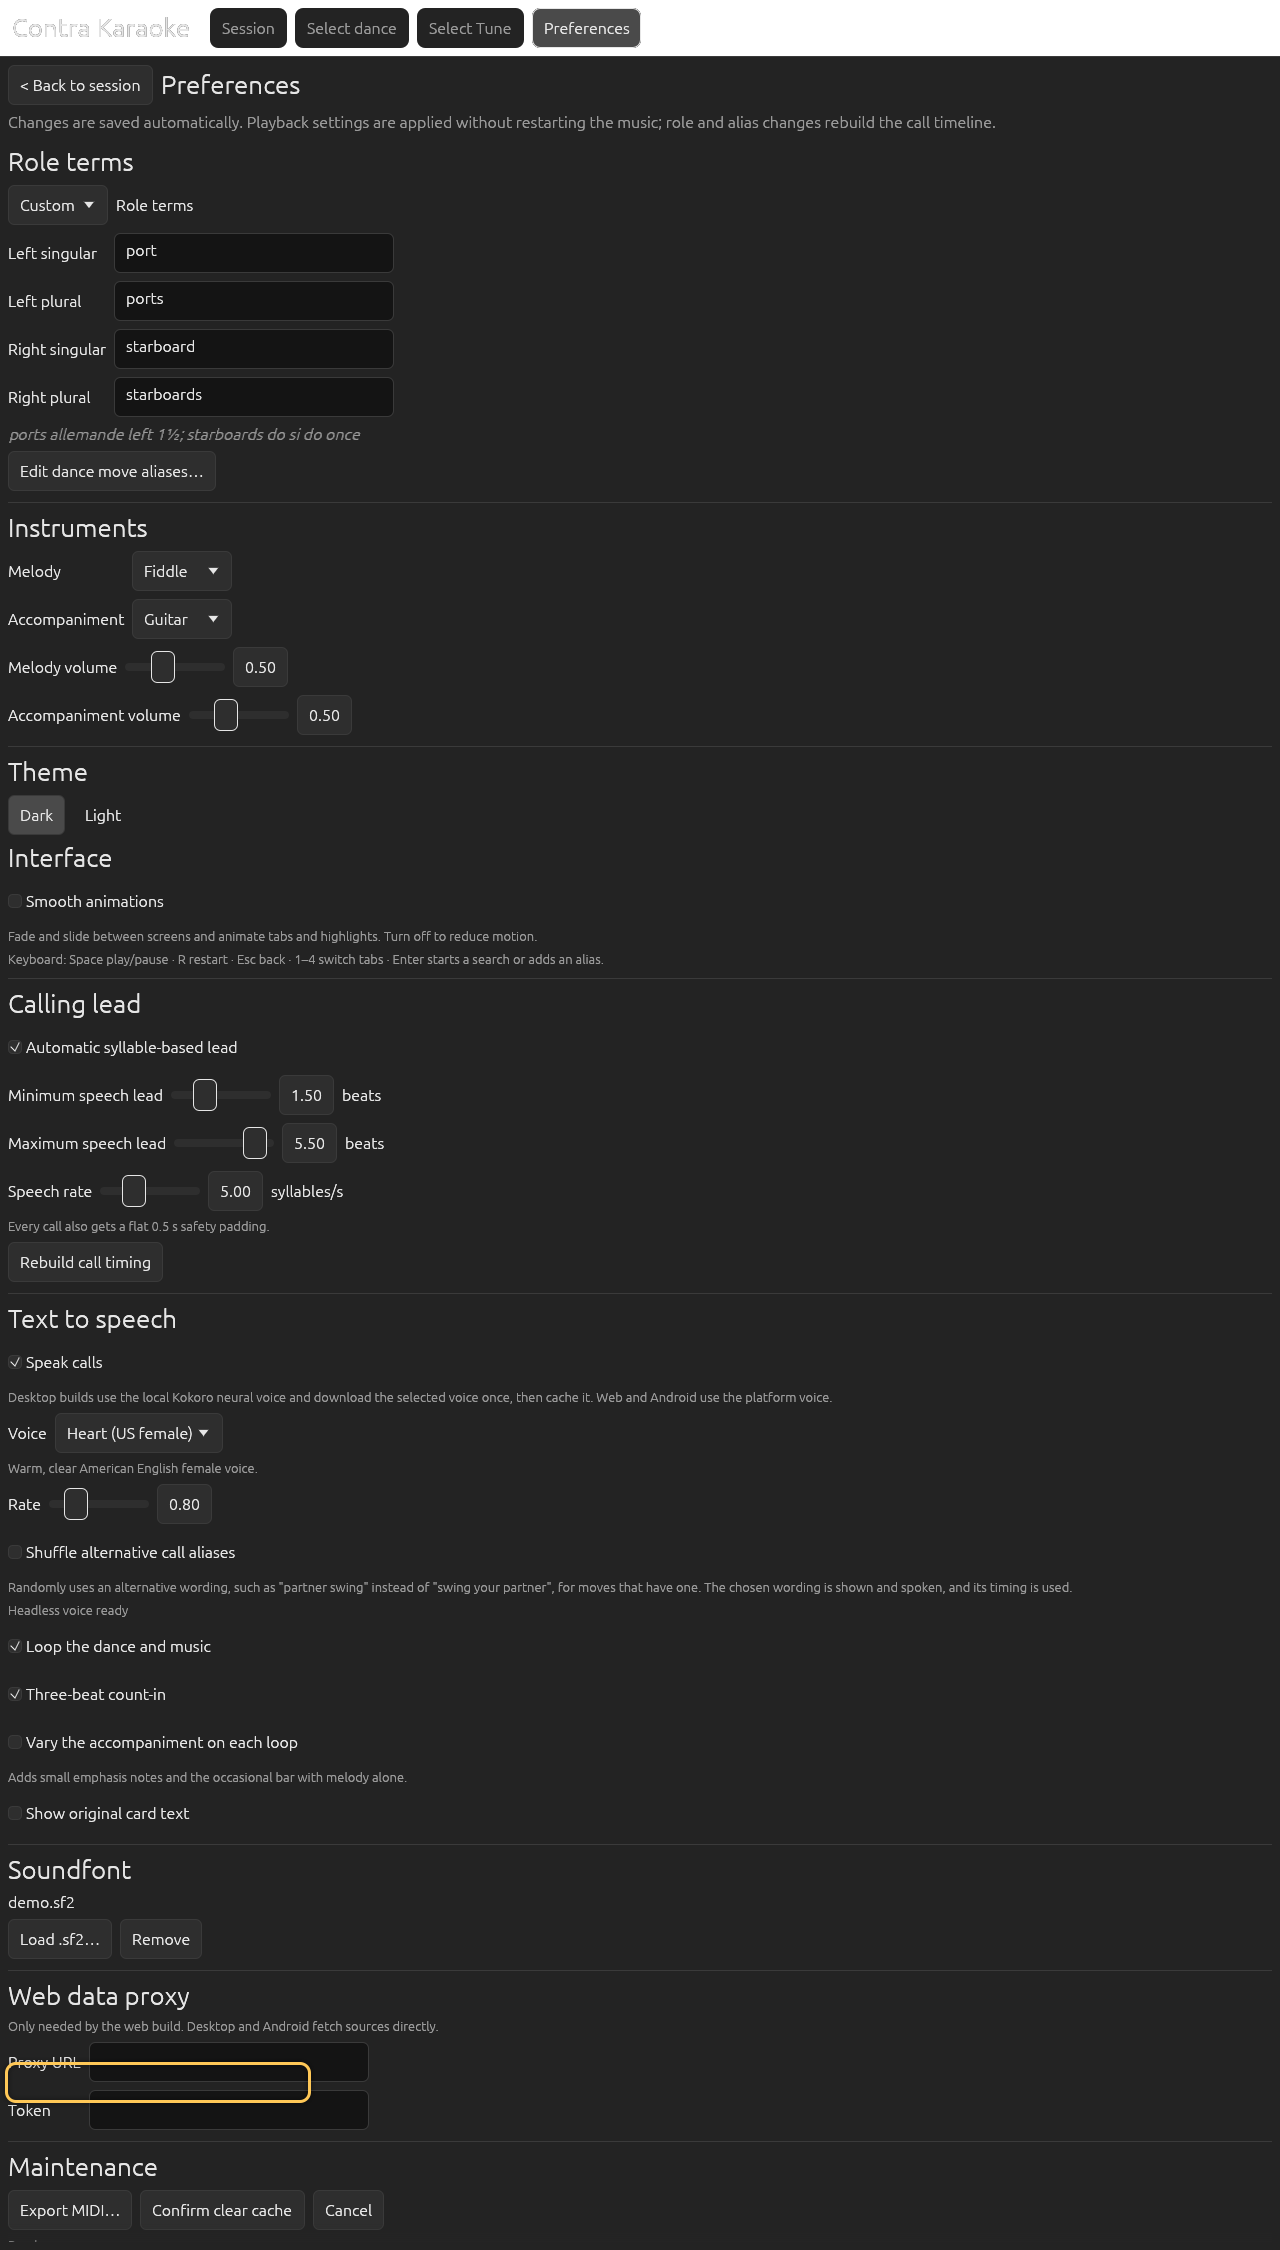 Contra Karaoke Session Select dance Select Tune Preferences
< Back to session Preferences
Changes are saved automatically. Playback settings are applied without restarting the music; role and alias changes rebuild the call timeline.
Role terms
Custom Role terms
Left singular port
Left plural ports
Right singular starboard
Right plural starboards
ports allemande left 1½; starboards do si do once
Edit dance move aliases...
Instruments
Melody Fiddle
Accompaniment Guitar
Melody volume 0.50
Accompaniment volume 0.50
Theme
Dark Light
Interface
Smooth animations
Fade and slide between screens and animate tabs and highlights. Turn off to reduce motion.
Keyboard: Space play/pause · R restart · Esc back · 1–4 switch tabs · Enter starts a search or adds an alias.
Calling lead
Automatic syllable-based lead
Minimum speech lead 1.50 beats
Maximum speech lead 5.50 beats
Speech rate 5.00 syllables/s
Every call also gets a flat 0.5 s safety padding.
Rebuild call timing
Text to speech
Speak calls
Desktop builds use the local Kokoro neural voice and download the selected voice once, then cache it. Web and Android use the platform voice.
Voice Heart (US female)
Warm, clear American English female voice.
Rate 0.80
Shuffle alternative call aliases
Randomly uses an alternative wording, such as "partner swing" instead of "swing your partner", for moves that have one. The chosen wording is shown and spoken, and its timing is used.
Headless voice ready
Loop the dance and music
Three-beat count-in
Vary the accompaniment on each loop
Adds small emphasis notes and the occasional bar with melody alone.
Show original card text
Soundfont
demo.sf2
Load .sf2... Remove
Web data proxy
Only needed by the web build. Desktop and Android fetch sources directly.
Proxy URL
Token
Maintenance
Export MIDI... Confirm clear cache Cancel